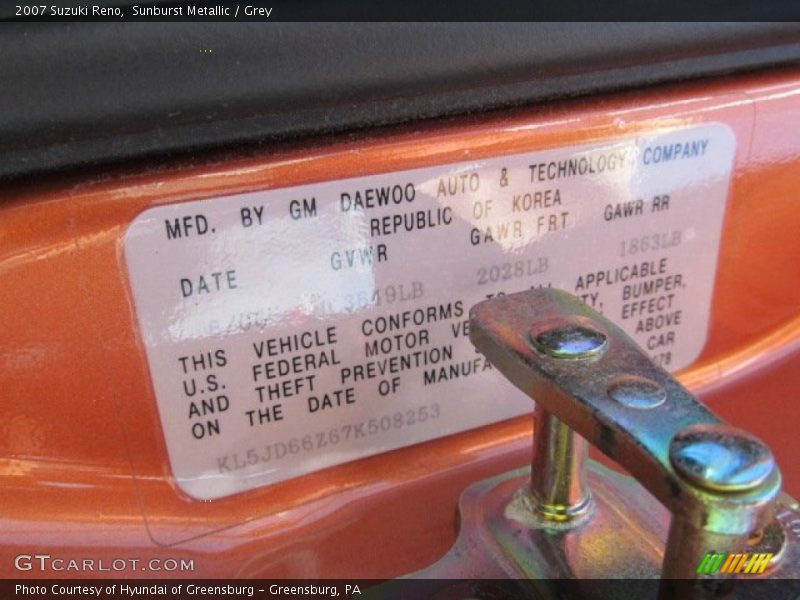 2007 Suzuki Reno, Sunburst Metallic / Grey
MFD. BY GM DAEWOO AUTO & TECHNOLOGY COMPANY
REPUBLIC OF KOREA
DATE GVWR GAWR FRT GAWR RR
2028LB 1863LB
THIS VEHICLE CONFORMS APPLICABLE
U.S. FEDERAL MOTOR BUMPER,
AND THEFT PREVENTION EFFECT
ON THE DATE OF ABOVE
CAR
KL5JD66Z67K508253
GTCARLOT.COM
Photo Courtesy of Hyundai of Greensburg - Greensburg, PA